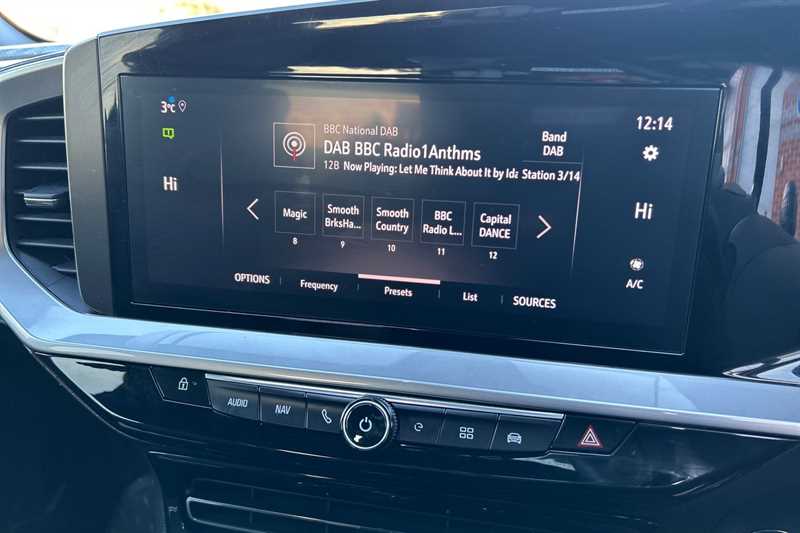 3°C
12:14
BBC National DAB
DAB BBC Radio1Anthms
12B Now Playing: Let Me Think About It by Ida Station 3/14
Band
DAB
Hi
Hi
Magic
8
Smooth
BrksHa...
9
Smooth
Country
10
BBC
Radio L...
11
Capital
DANCE
12
A/C
OPTIONS
Frequency
Presets
List
SOURCES
AUDIO
NAV